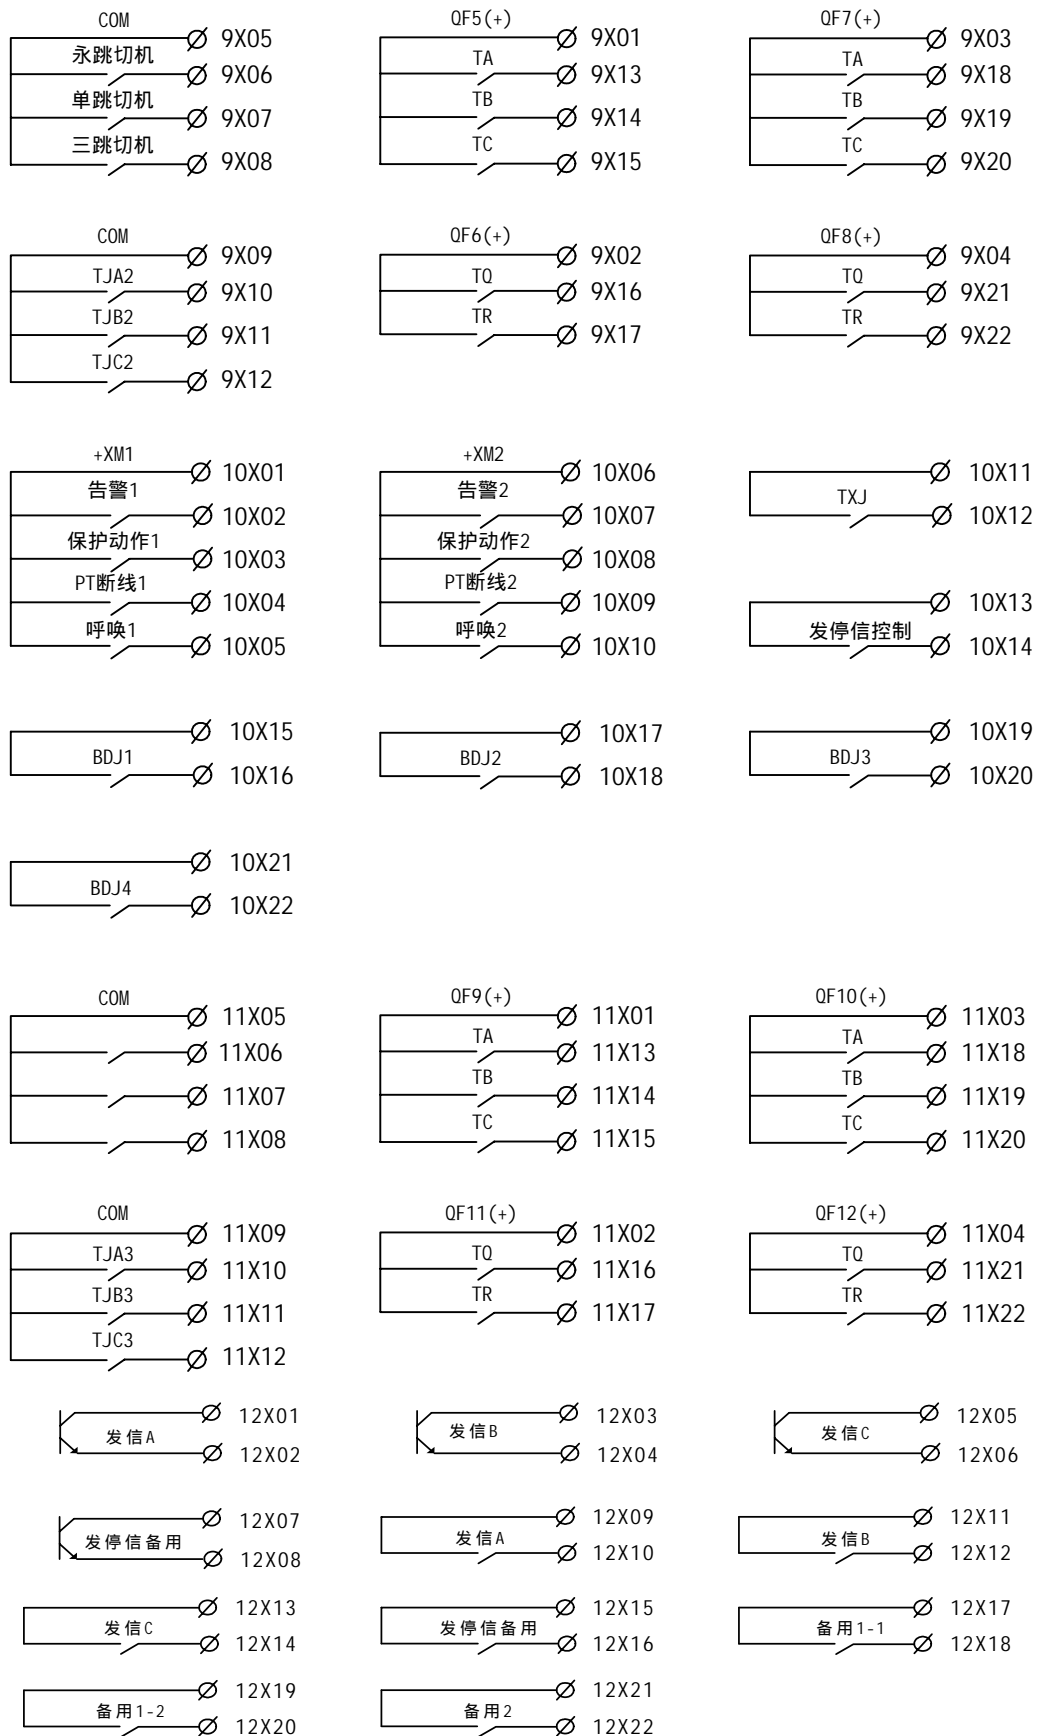 COM QF5(+) QF7(+)
9X05 9X01 9X03
永跳切机 TA TA
9X06 9X13 9X18
单跳切机 TB TB
9X07 9X14 9X19
三跳切机 TC TC
9X08 9X15 9X20
COM QF6(+) QF8(+)
9X09 9X02 9X04
TJA2 TQ TQ
9X10 9X16 9X21
TJB2 TR TR
9X11 9X17 9X22
TJC2
9X12
+XM1 +XM2
10X01 10X06 10X11
告警1 告警2 TXJ
10X02 10X07 10X12
保护动作1 保护动作2
10X03 10X08
PT断线1 PT断线2
10X04 10X09 10X13
呼唤1 呼唤2 发停信控制
10X05 10X10 10X14
10X15 10X17 10X19
BDJ1 BDJ2 BDJ3
10X16 10X18 10X20
10X21
BDJ4
10X22
COM QF9(+) QF10(+)
11X05 11X01 11X03
TA TA
11X06 11X13 11X18
TB TB
11X07 11X14 11X19
TC TC
11X08 11X15 11X20
COM QF11(+) QF12(+)
11X09 11X02 11X04
TJA3 TQ TQ
11X10 11X16 11X21
TJB3 TR TR
11X11 11X17 11X22
TJC3
11X12
12X01 12X03 12X05
发信A 发信B 发信C
12X02 12X04 12X06
12X07 12X09 12X11
发停信备用 发信A 发信B
12X08 12X10 12X12
12X13 12X15 12X17
发信C 发停信备用 备用1-1
12X14 12X16 12X18
12X19 12X21
备用1-2 备用2
12X20 12X22